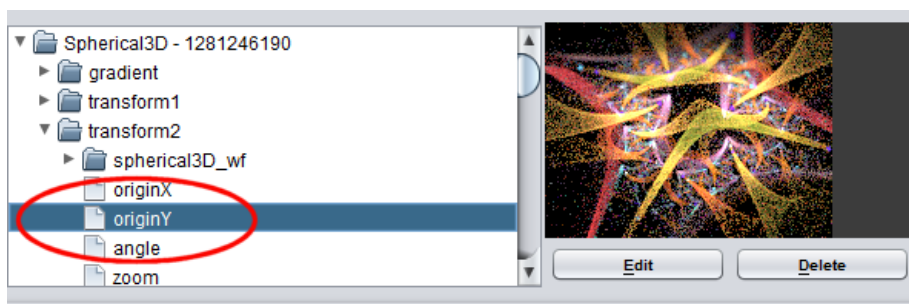 Spherical3D - 1281246190
gradient
transform1
transform2
spherical3D_wf
originX
originY
angle
zoom
Edit
Delete